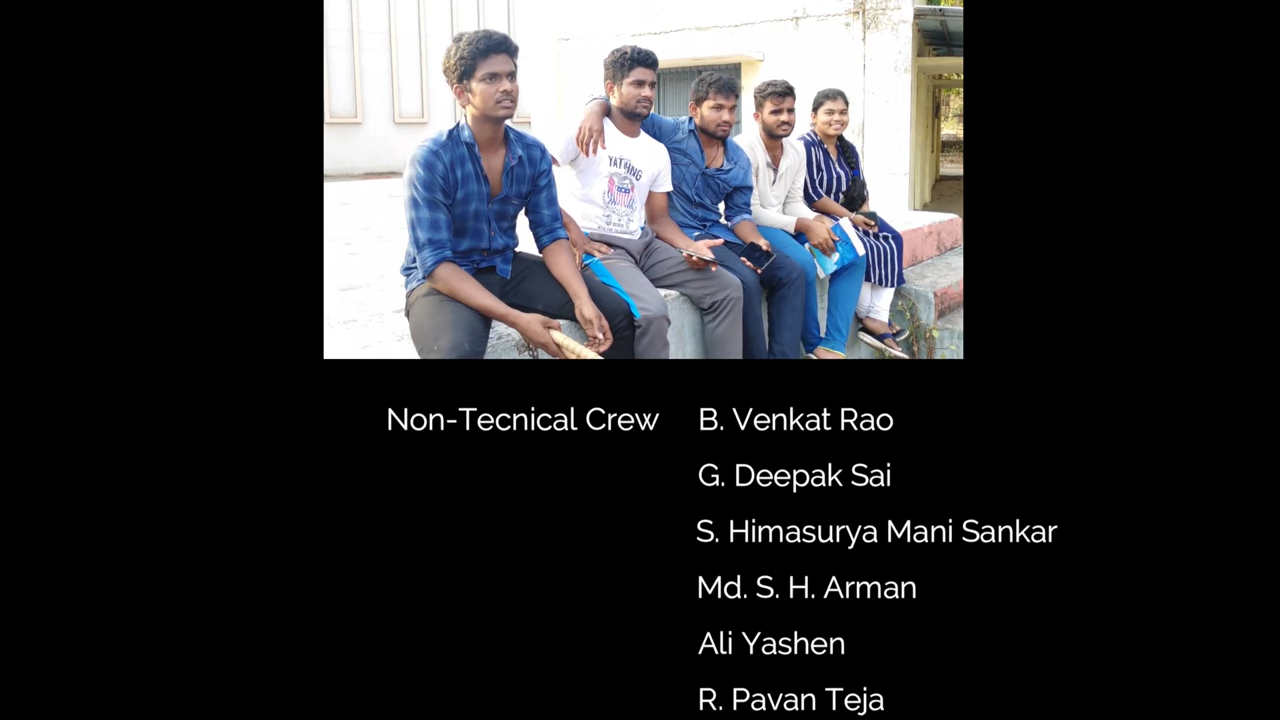 Non-Tecnical Crew B. Venkat Rao
G. Deepak Sai
S. Himasurya Mani Sankar
Md. S. H. Arman
Ali Yashen
R. Pavan Teja